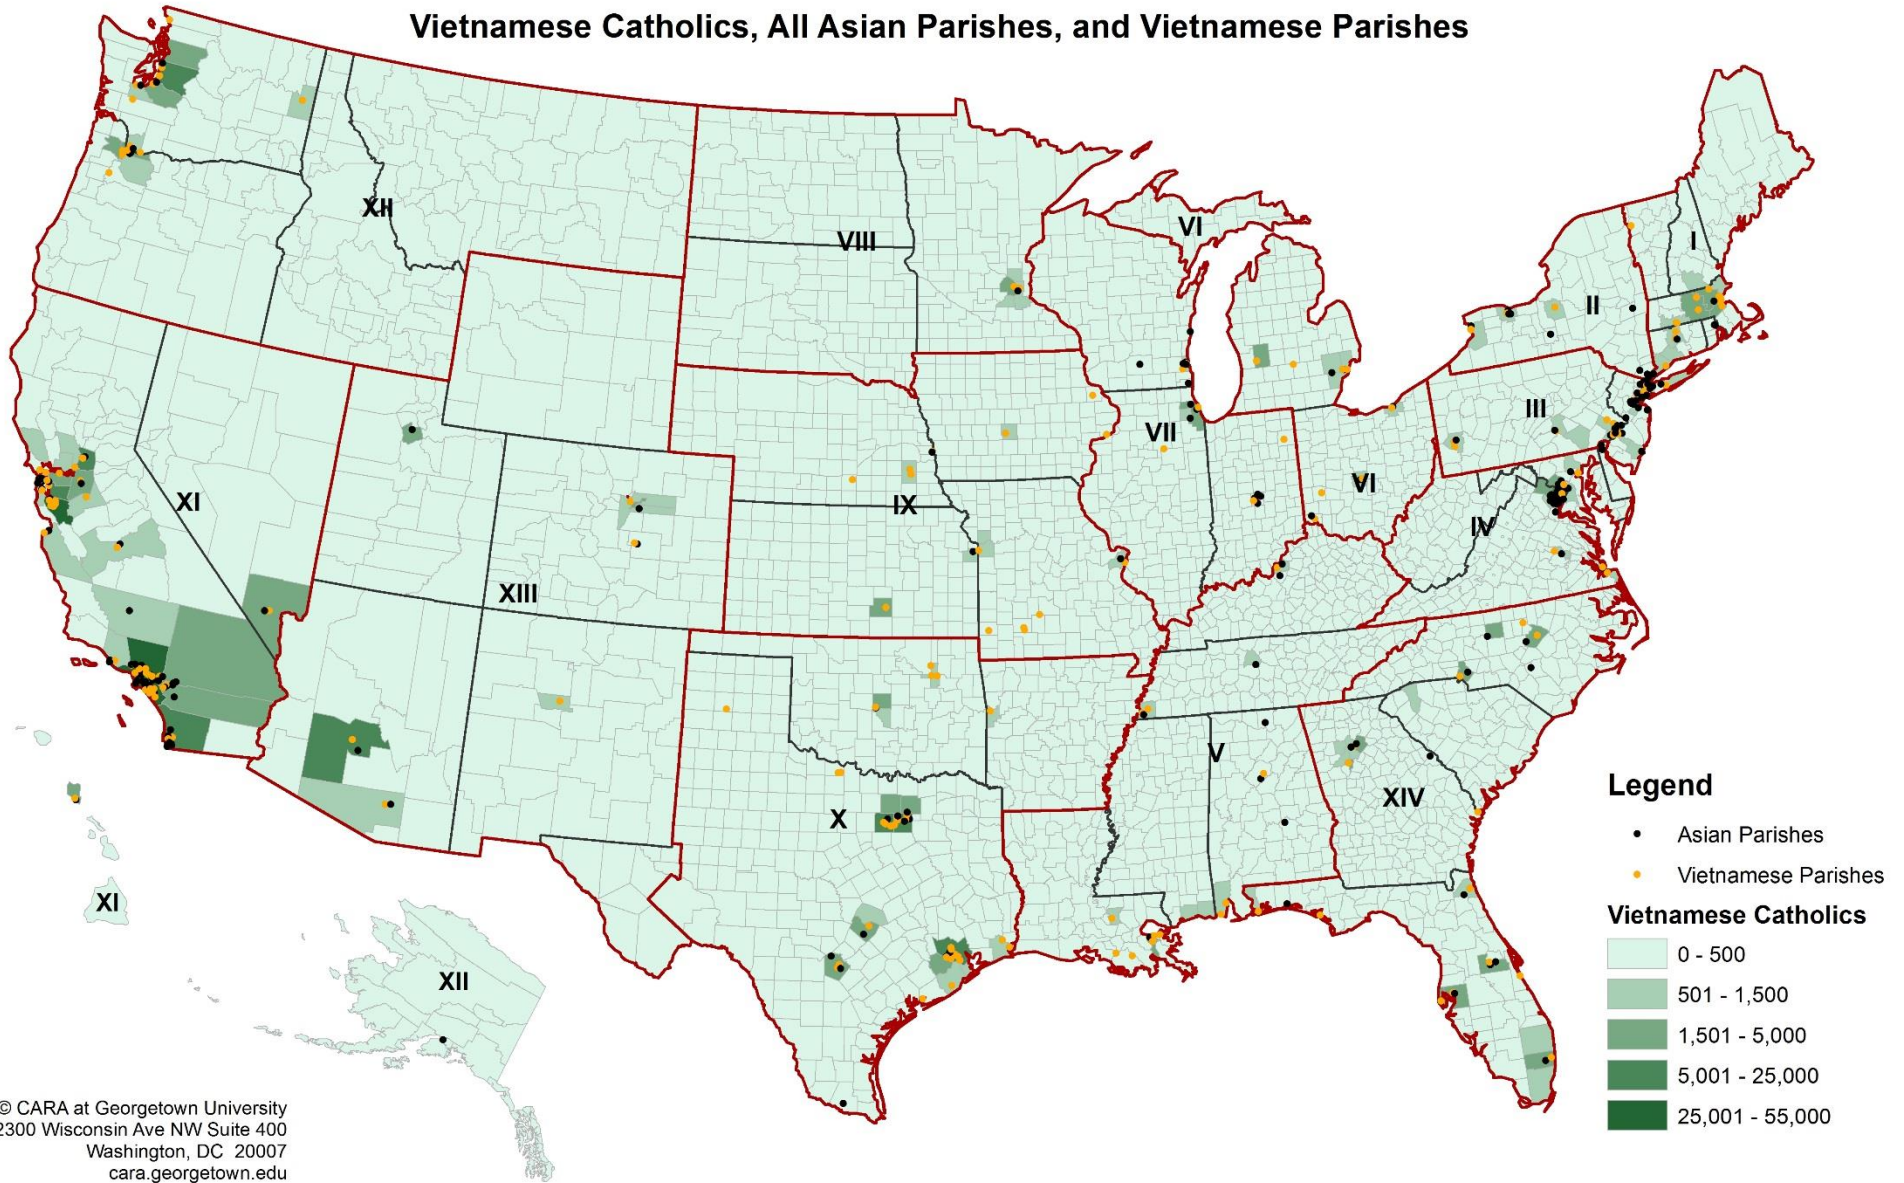 Vietnamese Catholics, All Asian Parishes, and Vietnamese Parishes
XII
VIII
VI
I
II
III
VII
VI
XI
IX
IV
XIII
V
X
XIV
XI
XII
Legend
Asian Parishes
Vietnamese Parishes
Vietnamese Catholics
0 - 500
501 - 1,500
1,501 - 5,000
5,001 - 25,000
25,001 - 55,000
© CARA at Georgetown University
2300 Wisconsin Ave NW Suite 400
Washington, DC 20007
cara.georgetown.edu